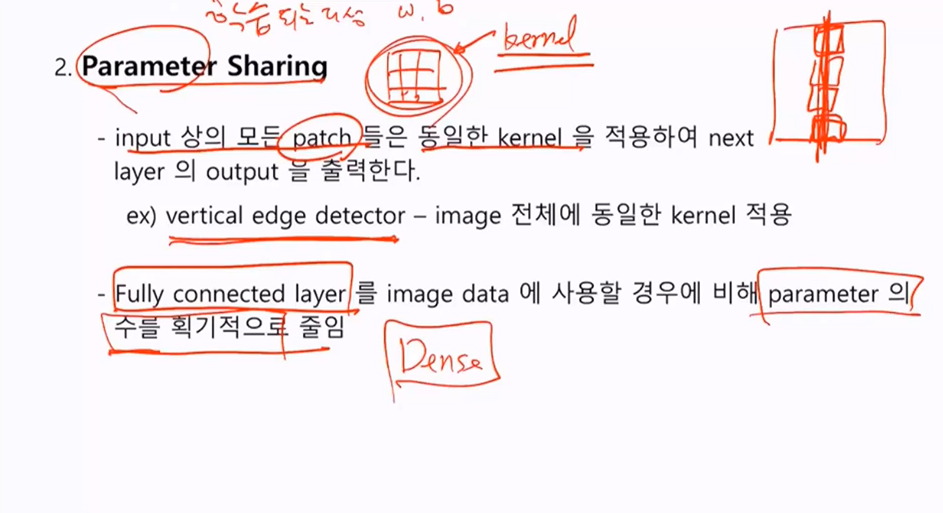 학습되는 대상 w, b
kernel
2. Parameter Sharing
- input 상의 모든 patch 들은 동일한 kernel 을 적용하여 next
layer 의 output 을 출력한다.
ex) vertical edge detector – image 전체에 동일한 kernel 적용
- Fully connected layer 를 image data 에 사용할 경우에 비해 parameter 의
수를 획기적으로 줄임
Dense